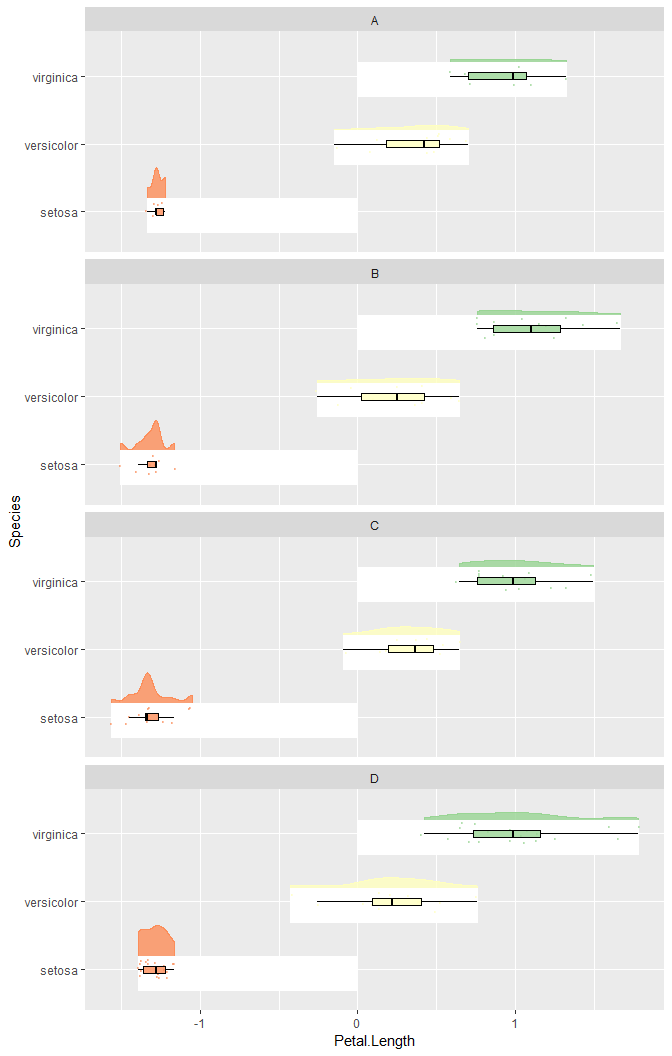 A
virginica
versicolor
setosa
B
virginica
versicolor
setosa
C
virginica
versicolor
setosa
D
virginica
versicolor
setosa
Species
-1
0
1
Petal.Length